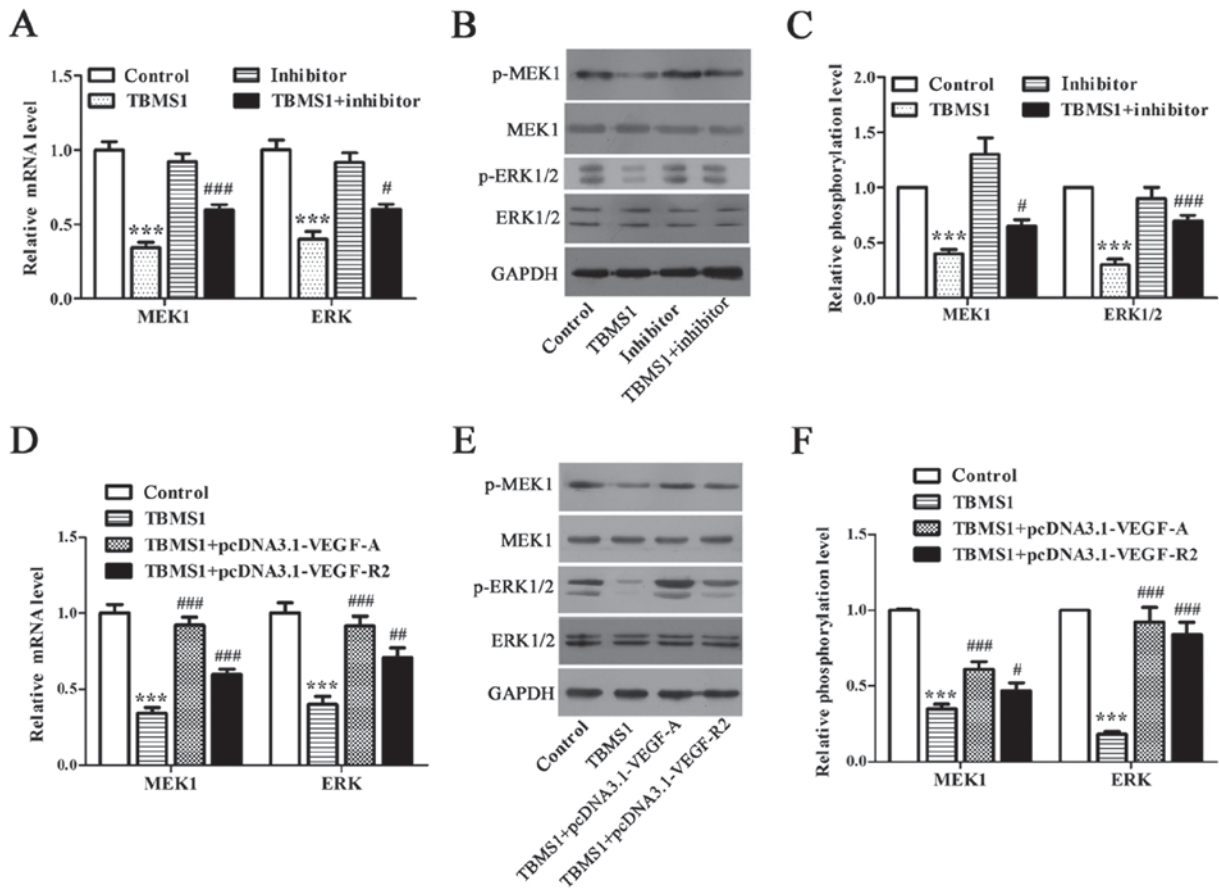 A
Relative mRNA level
1.5
1.0
0.5
0.0
Control
TBMS1
Inhibitor
TBMS1+inhibitor
***
###
***
#
MEK1
ERK
B
p-MEK1
MEK1
p-ERK1/2
ERK1/2
GAPDH
Control
TBMS1
Inhibitor
TBMS1+inhibitor
C
Relative phosphorylation level
2.0
1.5
1.0
0.5
0.0
Control
TBMS1
Inhibitor
TBMS1+inhibitor
***
#
***
###
MEK1
ERK1/2
D
Control
TBMS1
TBMS1+pcDNA3.1-VEGF-A
TBMS1+pcDNA3.1-VEGF-R2
Relative mRNA level
1.5
1.0
0.5
0.0
***
###
###
***
###
##
MEK1
ERK
E
p-MEK1
MEK1
p-ERK1/2
ERK1/2
GAPDH
Control
TBMS1
TBMS1+pcDNA3.1-VEGF-A
TBMS1+pcDNA3.1-VEGF-R2
F
Control
TBMS1
TBMS1+pcDNA3.1-VEGF-A
TBMS1+pcDNA3.1-VEGF-R2
Relative phosphorylation level
1.5
1.0
0.5
0.0
***
###
#
***
###
###
MEK1
ERK